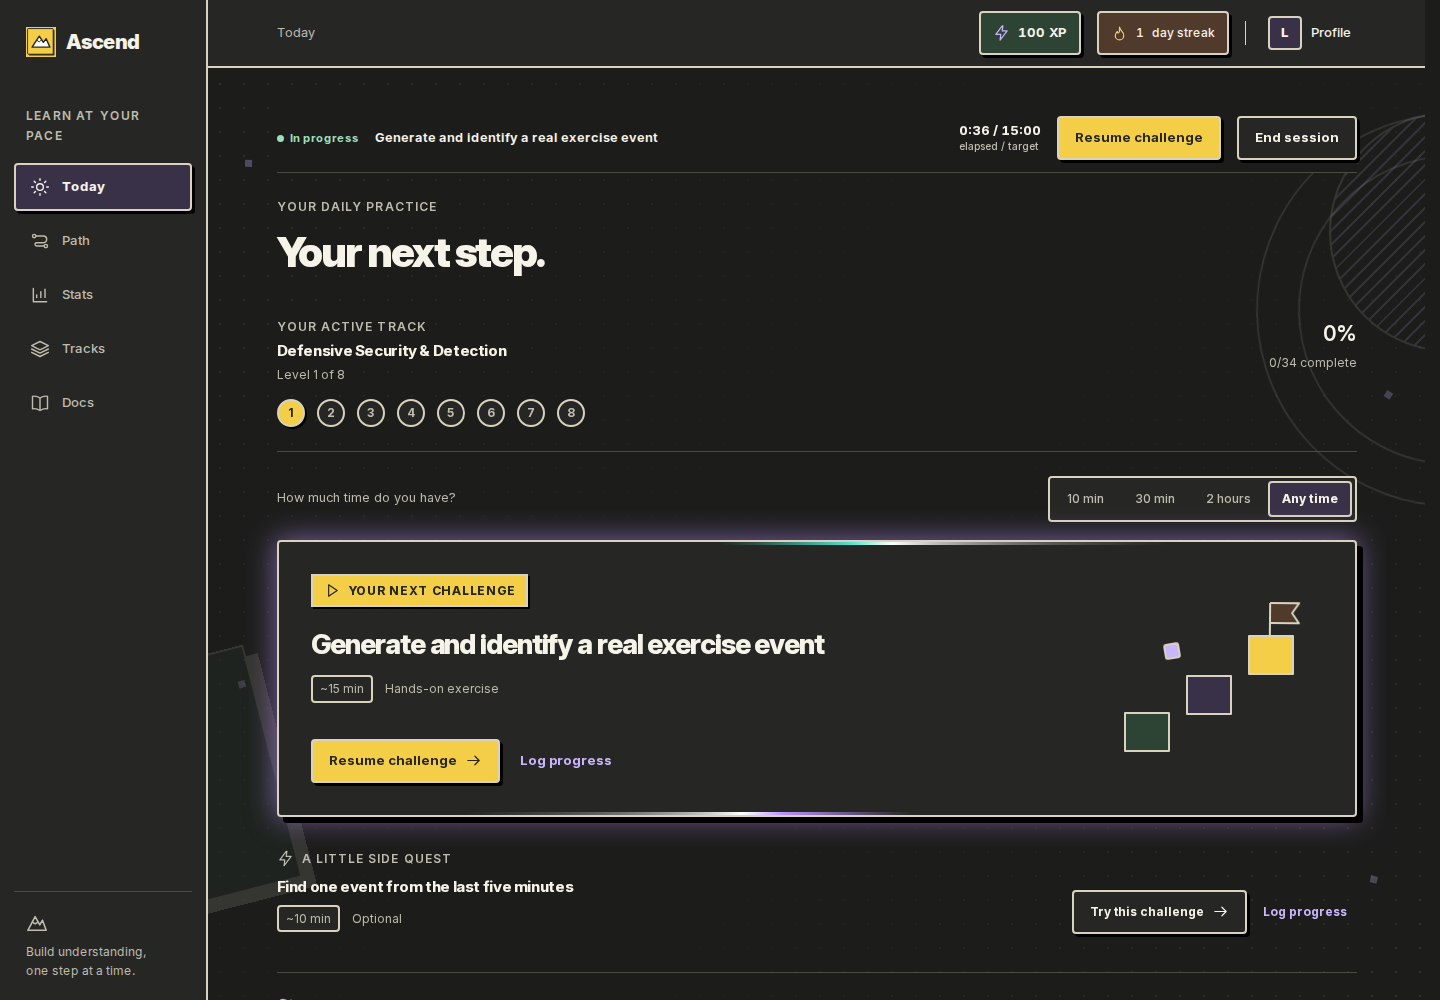 Ascend
LEARN AT YOUR
PACE
Today
Path
Stats
Tracks
Docs
Build understanding,
one step at a time.
Today
100 XP
1 day streak
L
Profile
In progress
Generate and identify a real exercise event
0:36 / 15:00
elapsed / target
Resume challenge
End session
YOUR DAILY PRACTICE
Your next step.
YOUR ACTIVE TRACK
Defensive Security & Detection
Level 1 of 8
0%
0/34 complete
1 2 3 4 5 6 7 8
How much time do you have?
10 min 30 min 2 hours Any time
YOUR NEXT CHALLENGE
Generate and identify a real exercise event
~15 min Hands-on exercise
Resume challenge → Log progress
A LITTLE SIDE QUEST
Find one event from the last five minutes
~10 min Optional
Try this challenge → Log progress